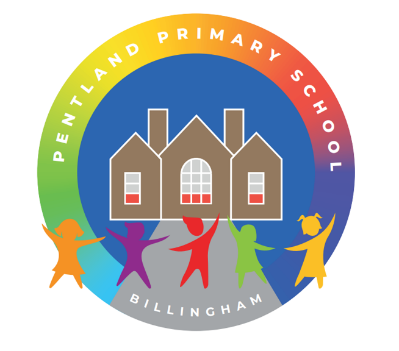 PENTLAND PRIMARY SCHOOL
BILLINGHAM